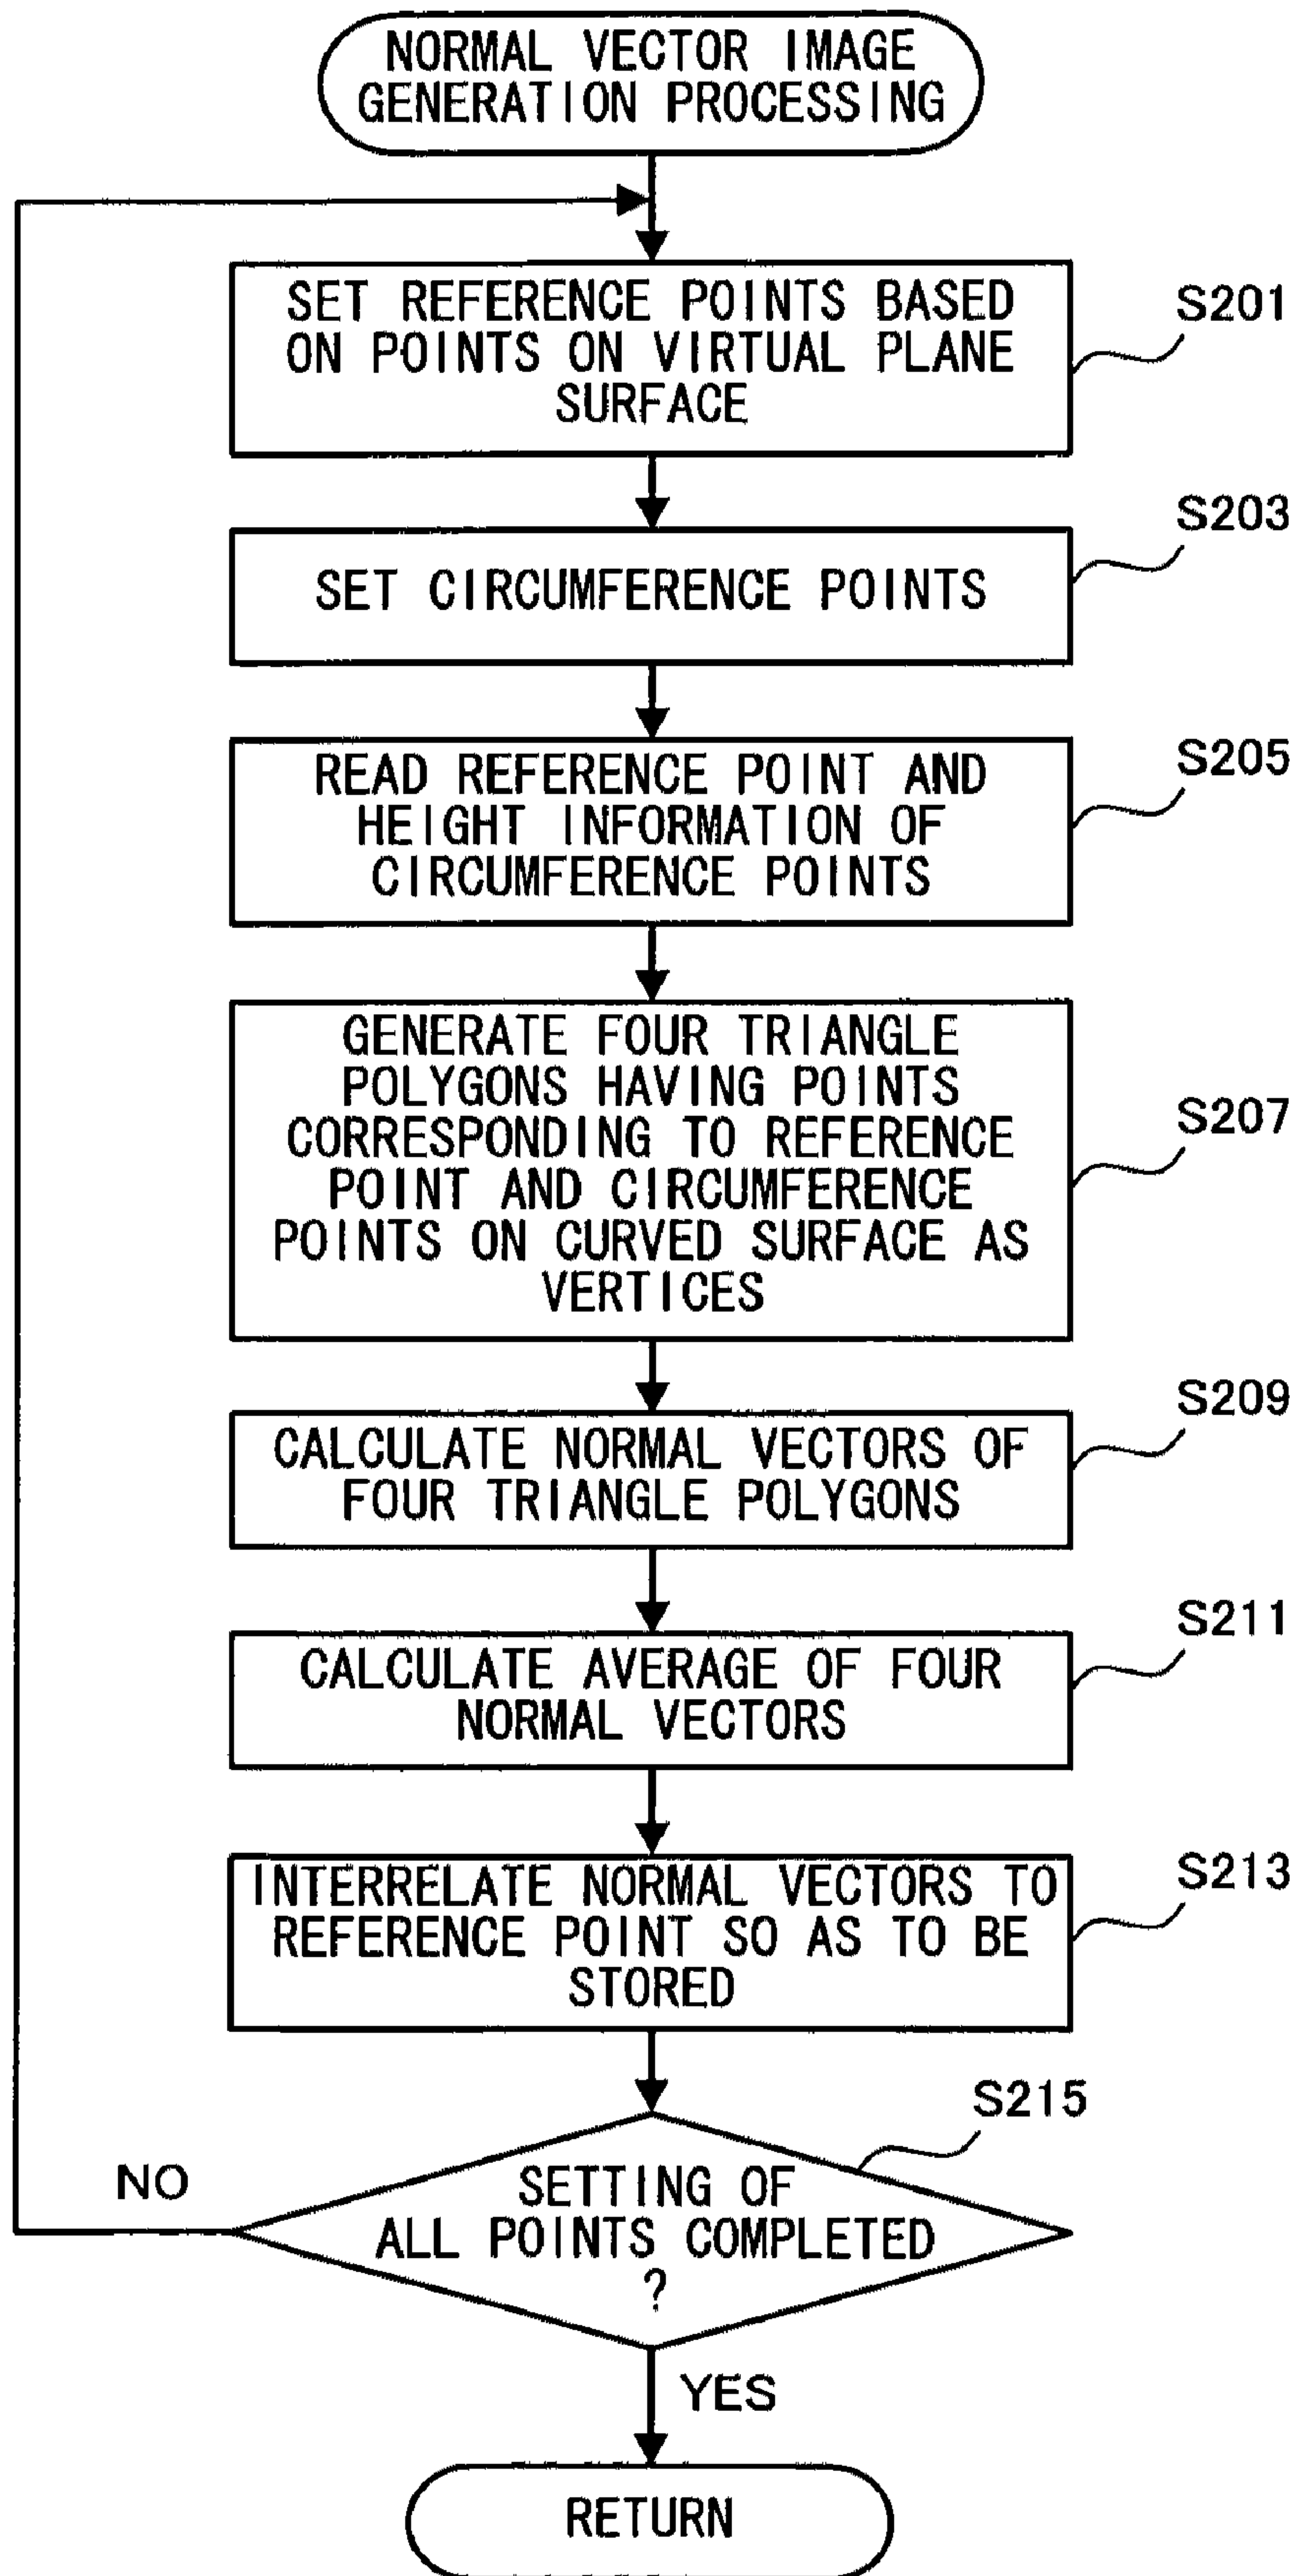 NORMAL VECTOR IMAGE
GENERATION PROCESSING
SET REFERENCE POINTS BASED
ON POINTS ON VIRTUAL PLANE
SURFACE
S201
SET CIRCUMFERENCE POINTS
S203
READ REFERENCE POINT AND
HEIGHT INFORMATION OF
CIRCUMFERENCE POINTS
S205
GENERATE FOUR TRIANGLE
POLYGONS HAVING POINTS
CORRESPONDING TO REFERENCE
POINT AND CIRCUMFERENCE
POINTS ON CURVED SURFACE AS
VERTICES
S207
CALCULATE NORMAL VECTORS OF
FOUR TRIANGLE POLYGONS
S209
CALCULATE AVERAGE OF FOUR
NORMAL VECTORS
S211
INTERRELATE NORMAL VECTORS TO
REFERENCE POINT SO AS TO BE
STORED
S213
SETTING OF
ALL POINTS COMPLETED
?
S215
NO
YES
RETURN